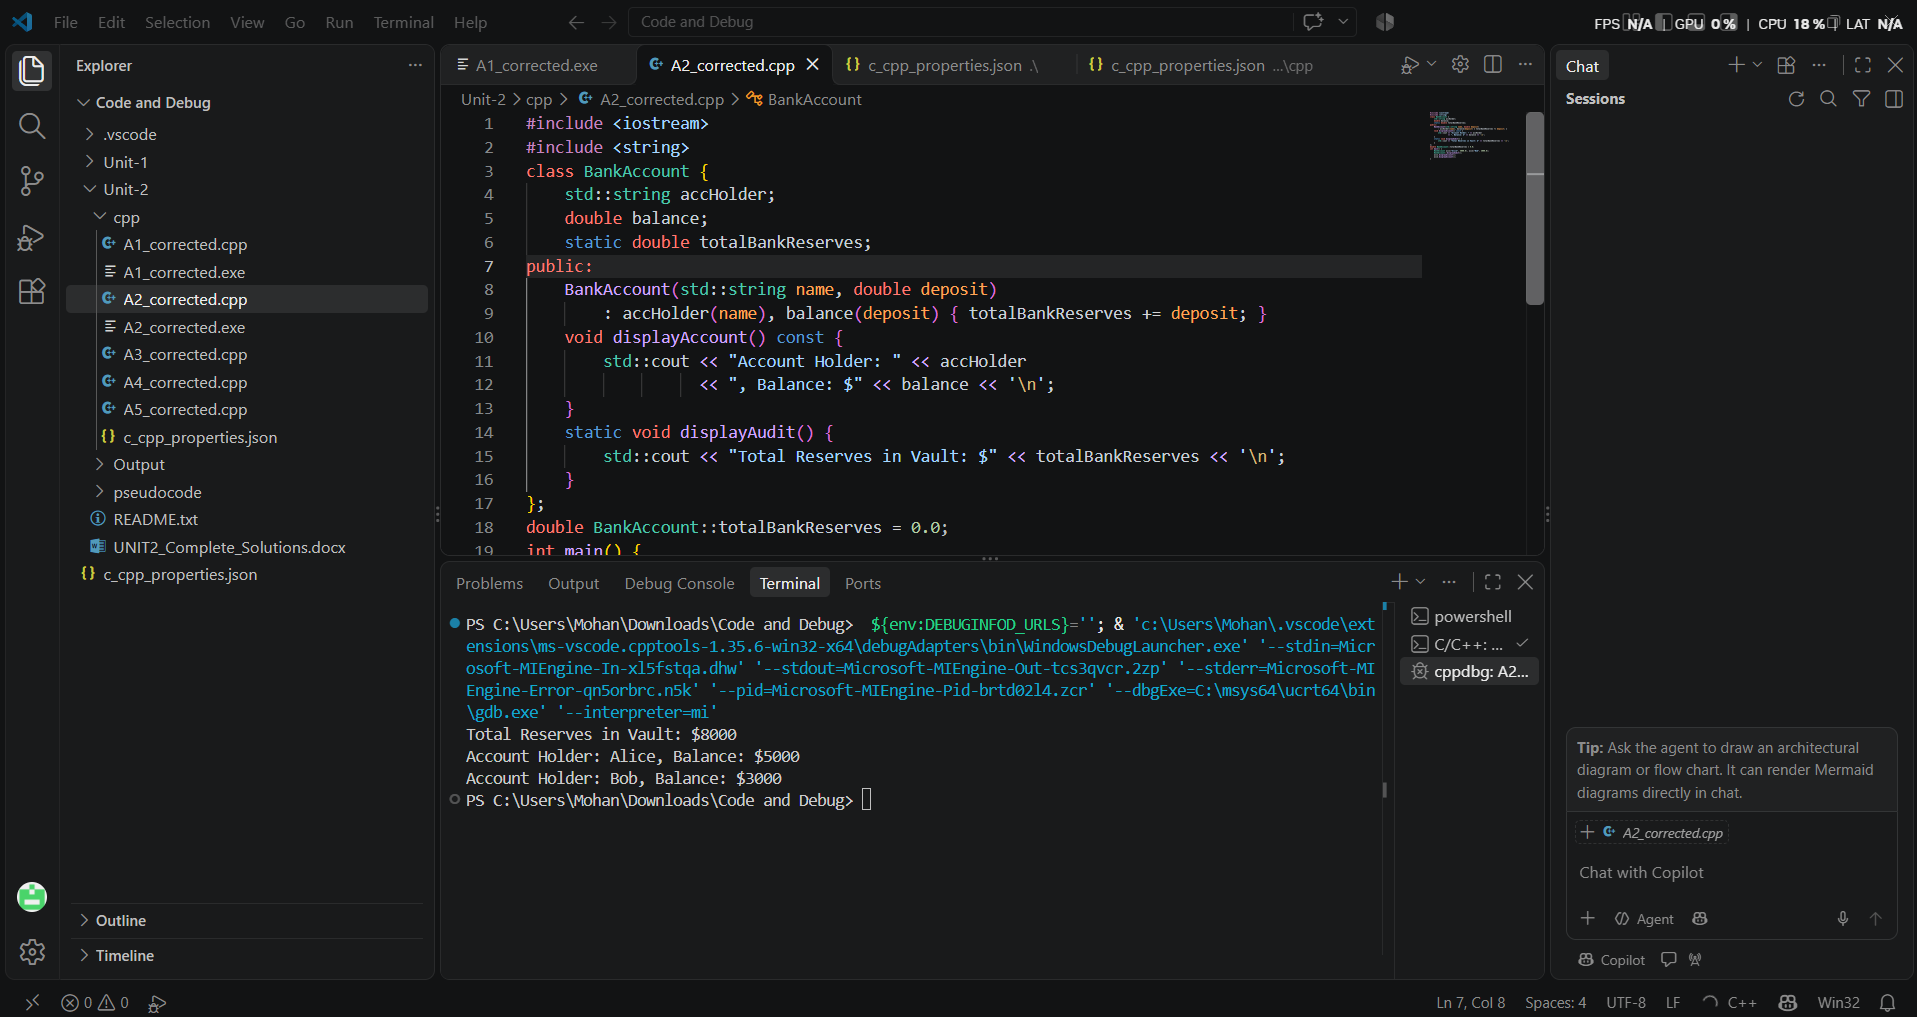 File Edit Selection View Go Run Terminal Help
Code and Debug
FPS N/A | GPU 0% | CPU 18% | LAT N/A
Explorer
Code and Debug
.vscode
Unit-1
Unit-2
cpp
A1_corrected.cpp
A1_corrected.exe
A2_corrected.cpp
A2_corrected.exe
A3_corrected.cpp
A4_corrected.cpp
A5_corrected.cpp
c_cpp_properties.json
Output
pseudocode
README.txt
UNIT2_Complete_Solutions.docx
c_cpp_properties.json
Outline
Timeline
A1_corrected.exe A2_corrected.cpp c_cpp_properties.json .\ c_cpp_properties.json ...\cpp
Unit-2 > cpp > A2_corrected.cpp > BankAccount
1 #include <iostream>
2 #include <string>
3 class BankAccount {
4 std::string accHolder;
5 double balance;
6 static double totalBankReserves;
7 public:
8 BankAccount(std::string name, double deposit)
9 : accHolder(name), balance(deposit) { totalBankReserves += deposit; }
10 void displayAccount() const {
11 std::cout << "Account Holder: " << accHolder
12 << ", Balance: $" << balance << '\n';
13 }
14 static void displayAudit() {
15 std::cout << "Total Reserves in Vault: $" << totalBankReserves << '\n';
16 }
17 };
18 double BankAccount::totalBankReserves = 0.0;
19 int main() {
Problems Output Debug Console Terminal Ports
PS C:\Users\Mohan\Downloads\Code and Debug> ${env:DEBUGINFOD_URLS}=''; & 'c:\Users\Mohan\.vscode\ext
ensions\ms-vscode.cpptools-1.35.6-win32-x64\debugAdapters\bin\WindowsDebugLauncher.exe' '--stdin=Micr
osoft-MIEngine-In-xl5fstqa.dhw' '--stdout=Microsoft-MIEngine-Out-tcs3qvcr.2zp' '--stderr=Microsoft-MI
Engine-Error-qn5orbrc.n5k' '--pid=Microsoft-MIEngine-Pid-brtd02l4.zcr' '--dbgExe=C:\msys64\ucrt64\bin
\gdb.exe' '--interpreter=mi'
Total Reserves in Vault: $8000
Account Holder: Alice, Balance: $5000
Account Holder: Bob, Balance: $3000
PS C:\Users\Mohan\Downloads\Code and Debug>
powershell
C/C++: ...
cppdbg: A2...
Chat
Sessions
Tip: Ask the agent to draw an architectural
diagram or flow chart. It can render Mermaid
diagrams directly in chat.
A2_corrected.cpp
Chat with Copilot
Agent
Copilot
0 0
Ln 7, Col 8 Spaces: 4 UTF-8 LF C++ Win32